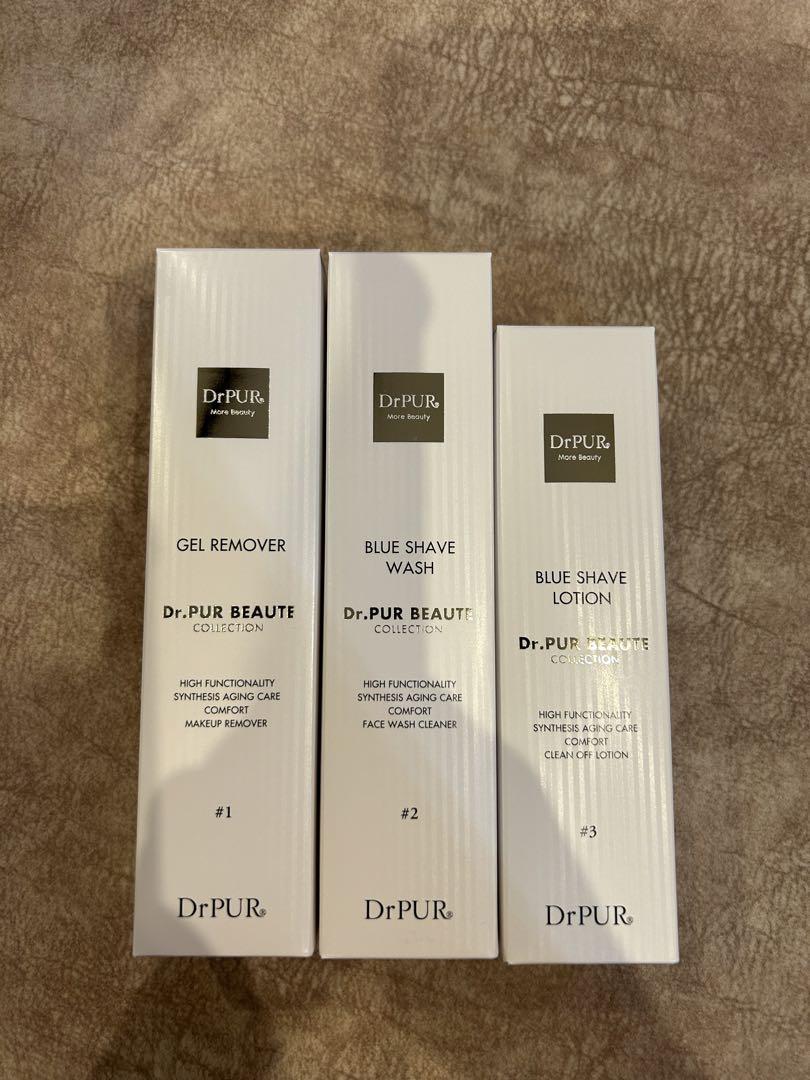 DrPUR®
More Beauty
GEL REMOVER
Dr.PUR BEAUTE
COLLECTION
HIGH FUNCTIONALITY
SYNTHESIS AGING CARE
COMFORT
MAKEUP REMOVER
#1
DrPUR®
DrPUR®
More Beauty
BLUE SHAVE
WASH
Dr.PUR BEAUTE
COLLECTION
HIGH FUNCTIONALITY
SYNTHESIS AGING CARE
COMFORT
FACE WASH CLEANER
#2
DrPUR®
DrPUR®
More Beauty
BLUE SHAVE
LOTION
Dr.PUR BEAUTE
COLLECTION
HIGH FUNCTIONALITY
SYNTHESIS AGING CARE
COMFORT
CLEAN OFF LOTION
#3
DrPUR®